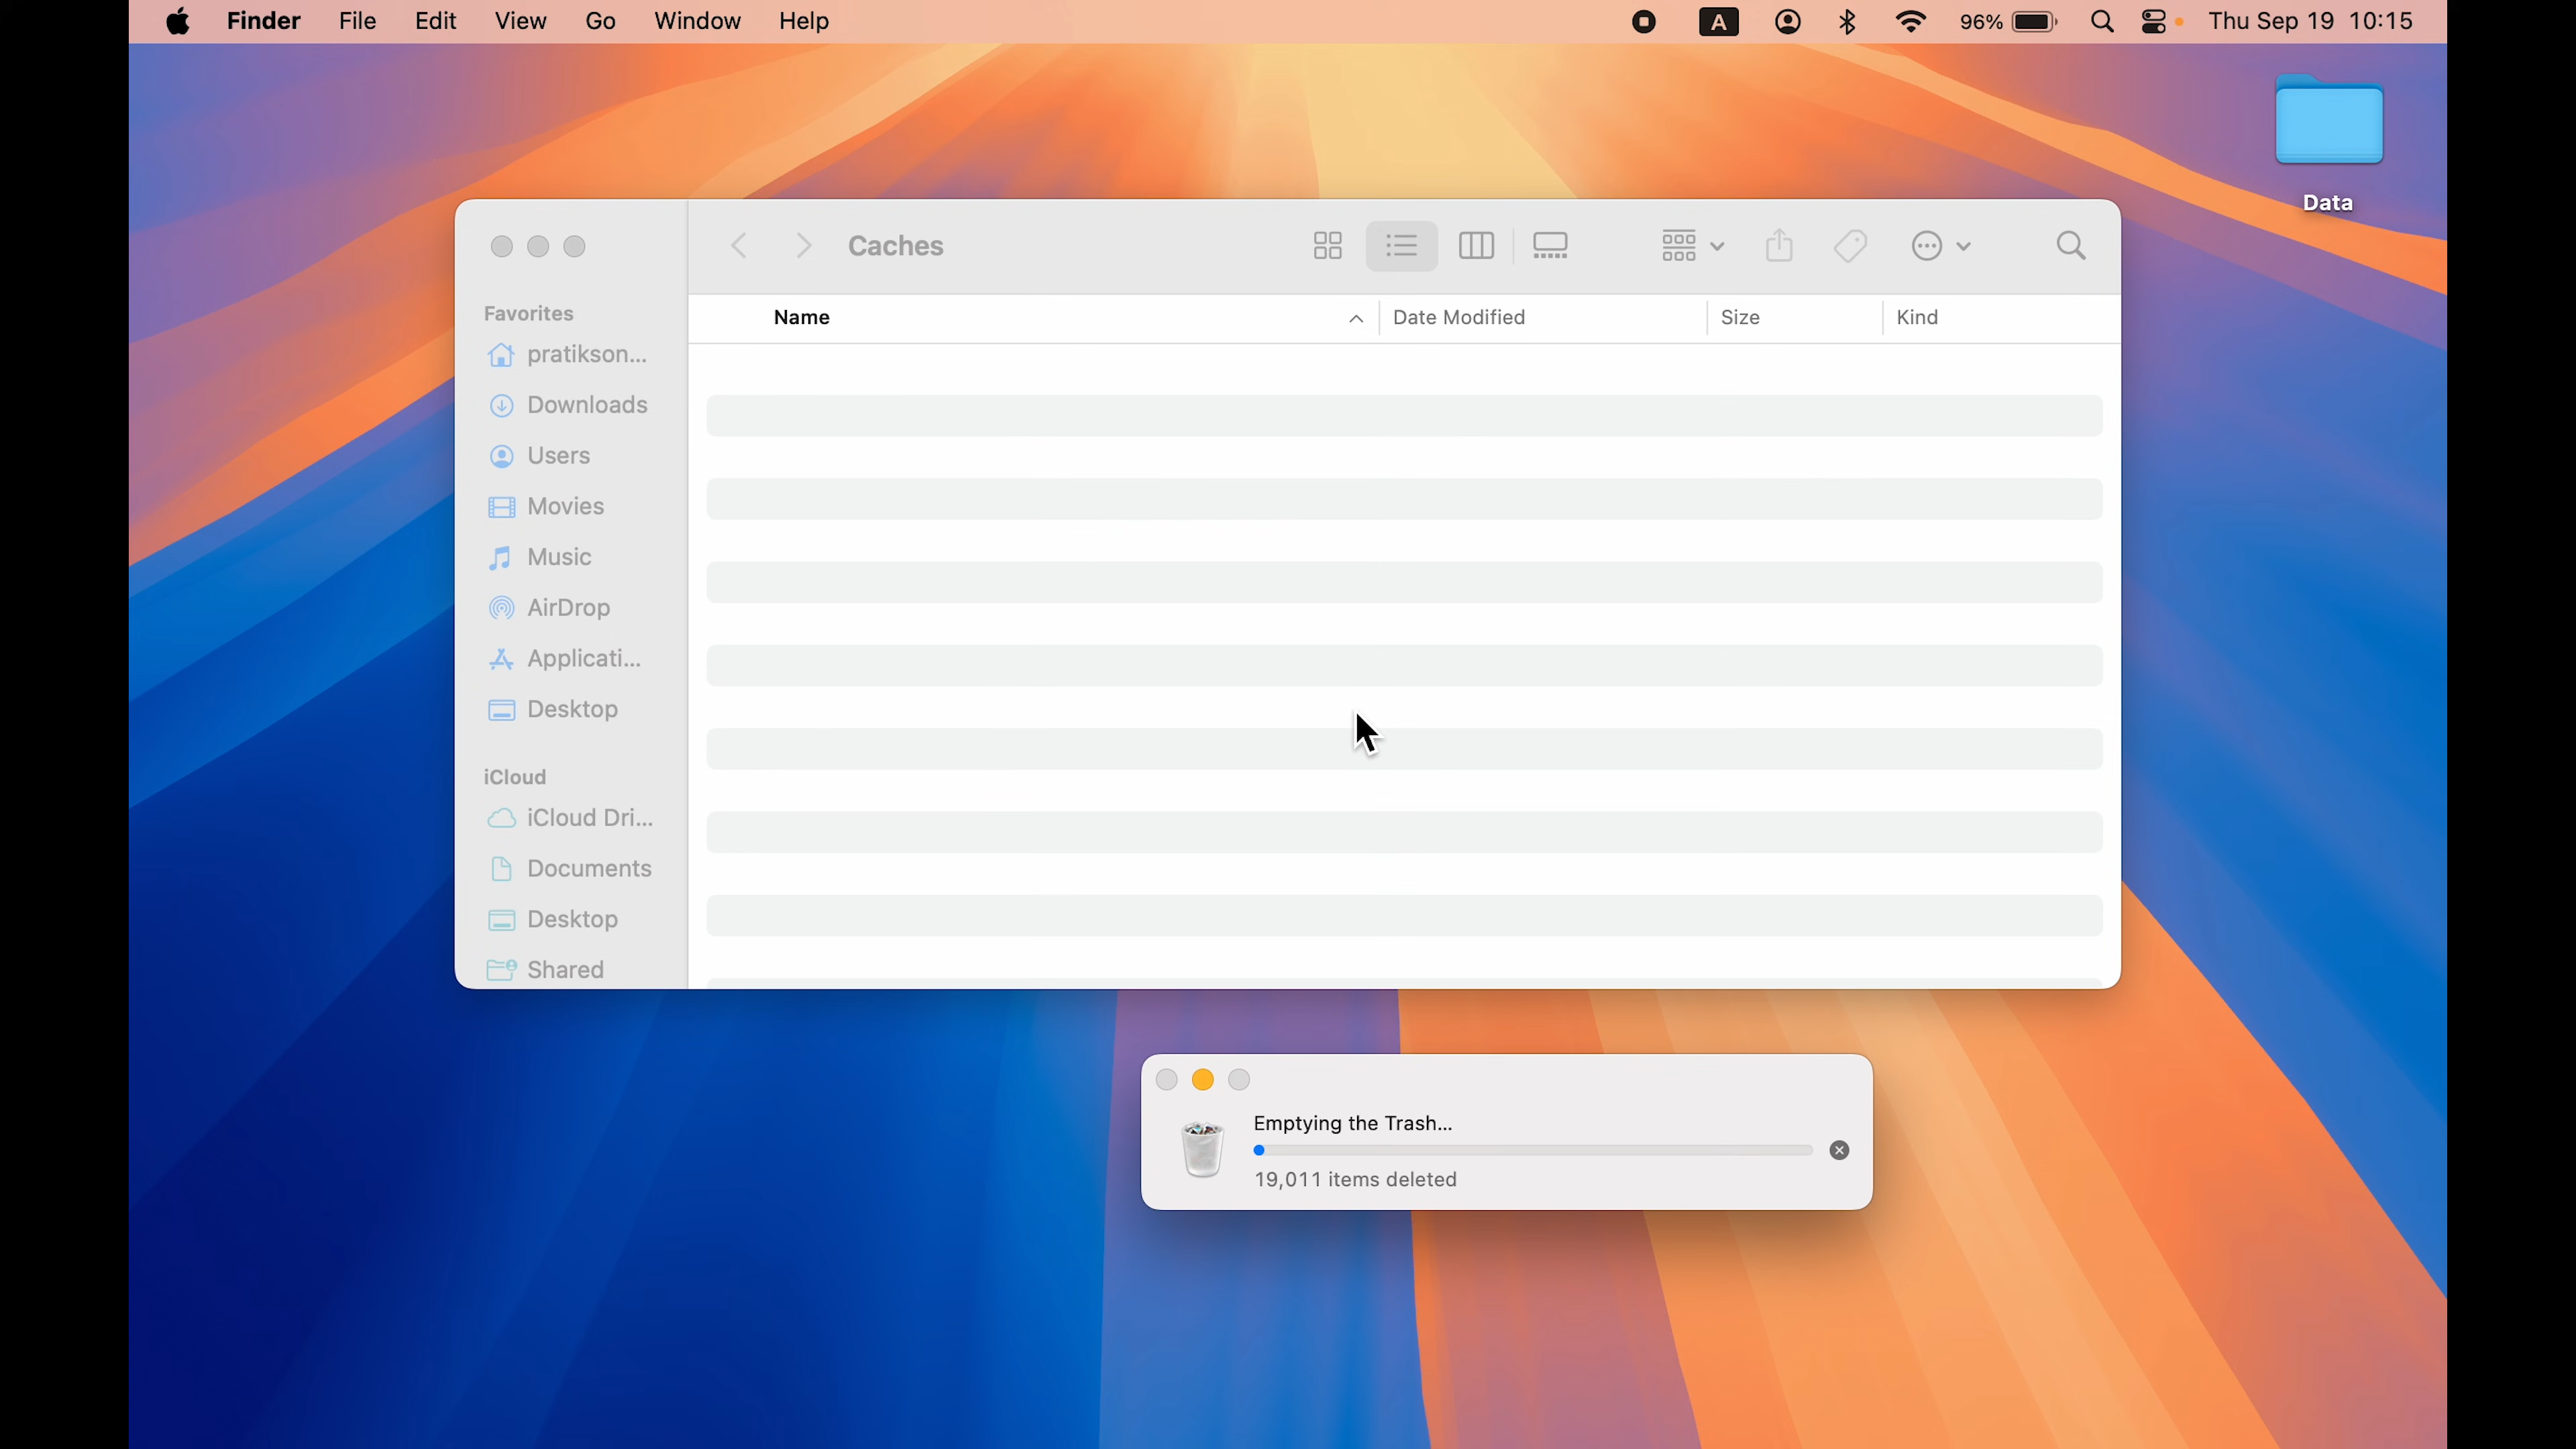 Finder File Edit View Go Window Help A 96% Thu Sep 19 10:15
Data
Caches
Favorites
pratikson...
Downloads
Users
Movies
Music
AirDrop
Applicati...
Desktop
iCloud
iCloud Dri...
Documents
Desktop
Shared
Name Date Modified Size Kind
Emptying the Trash...
19,011 items deleted